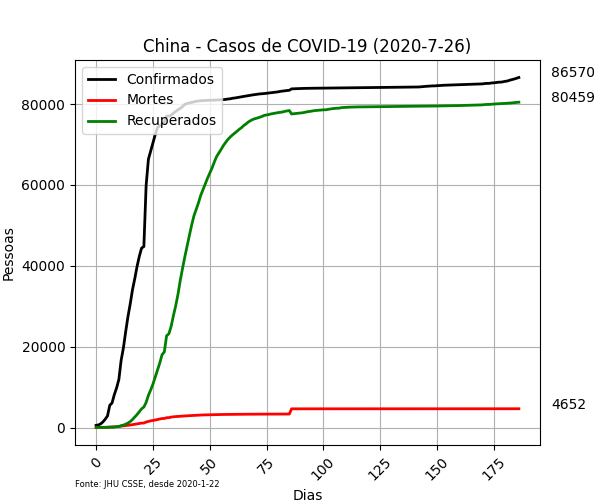 China - Casos de COVID-19 (2020-7-26)
Confirmados
Mortes
Recuperados
86570
80459
4652
80000
60000
40000
20000
0
Pessoas
0
25
50
75
100
125
150
175
Fonte: JHU CSSE, desde 2020-1-22
Dias